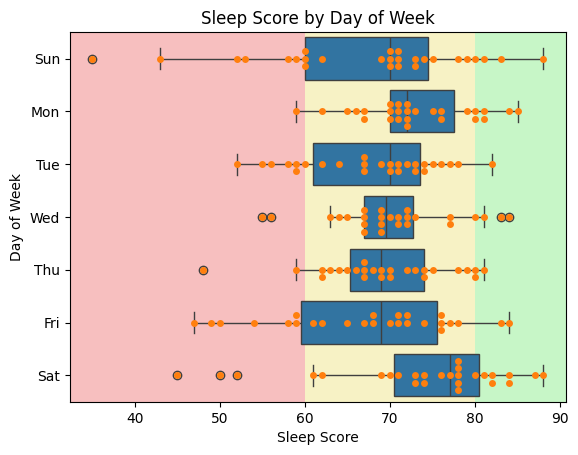 Sleep Score by Day of Week
Day of Week
Sun
Mon
Tue
Wed
Thu
Fri
Sat
40 50 60 70 80 90
Sleep Score